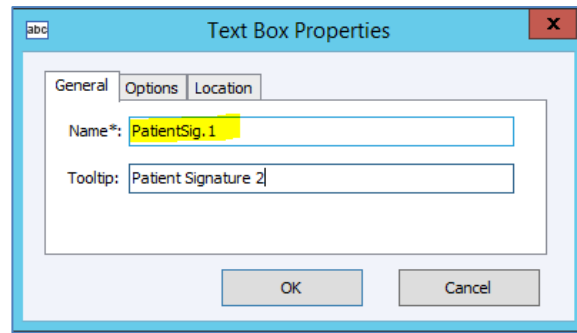 abc Text Box Properties x
General Options Location
Name*: PatientSig.1
Tooltip: Patient Signature 2
OK Cancel